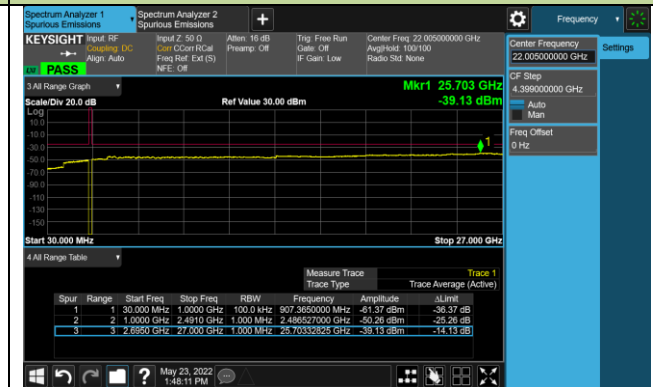 Spectrum Analyzer 1
Spurious Emissions
Spectrum Analyzer 2
Spurious Emissions
+
Frequency
KEYSIGHT
Input: RF
Coupling: DC
Align: Auto
Input Z: 50 Ω
Corr CCorr RCal
Freq Ref: Ext (S)
NFE: Off
Atten: 16 dB
Preamp: Off
Trig: Free Run
Gate: Off
IF Gain: Low
Center Freq: 22.005000000 GHz
Avg|Hold: 100/100
Radio Std: None
PASS
Center Frequency
22.005000000 GHz
Settings
CF Step
4.399000000 GHz
Auto
Man
Freq Offset
0 Hz
3 All Range Graph
Mkr1 25.703 GHz
Scale/Div 20.0 dB
Ref Value 30.00 dBm
-39.13 dBm
Log
10.0
-10.0
-30.0
-50.0
-70.0
-90.0
-110
-130
-150
1
Start 30.000 MHz
Stop 27.000 GHz
4 All Range Table
Measure Trace Trace 1
Trace Type Trace Average (Active)
Spur Range Start Freq Stop Freq RBW Frequency Amplitude ΔLimit
1 1 30.000 MHz 1.0000 GHz 100.0 kHz 907.3650000 MHz -61.37 dBm -36.37 dB
2 2 1.0000 GHz 2.4910 GHz 1.000 MHz 2.486527000 GHz -50.26 dBm -25.26 dB
3 3 2.6950 GHz 27.000 GHz 1.000 MHz 25.70332825 GHz -39.13 dBm -14.13 dB
?
May 23, 2022
1:48:11 PM